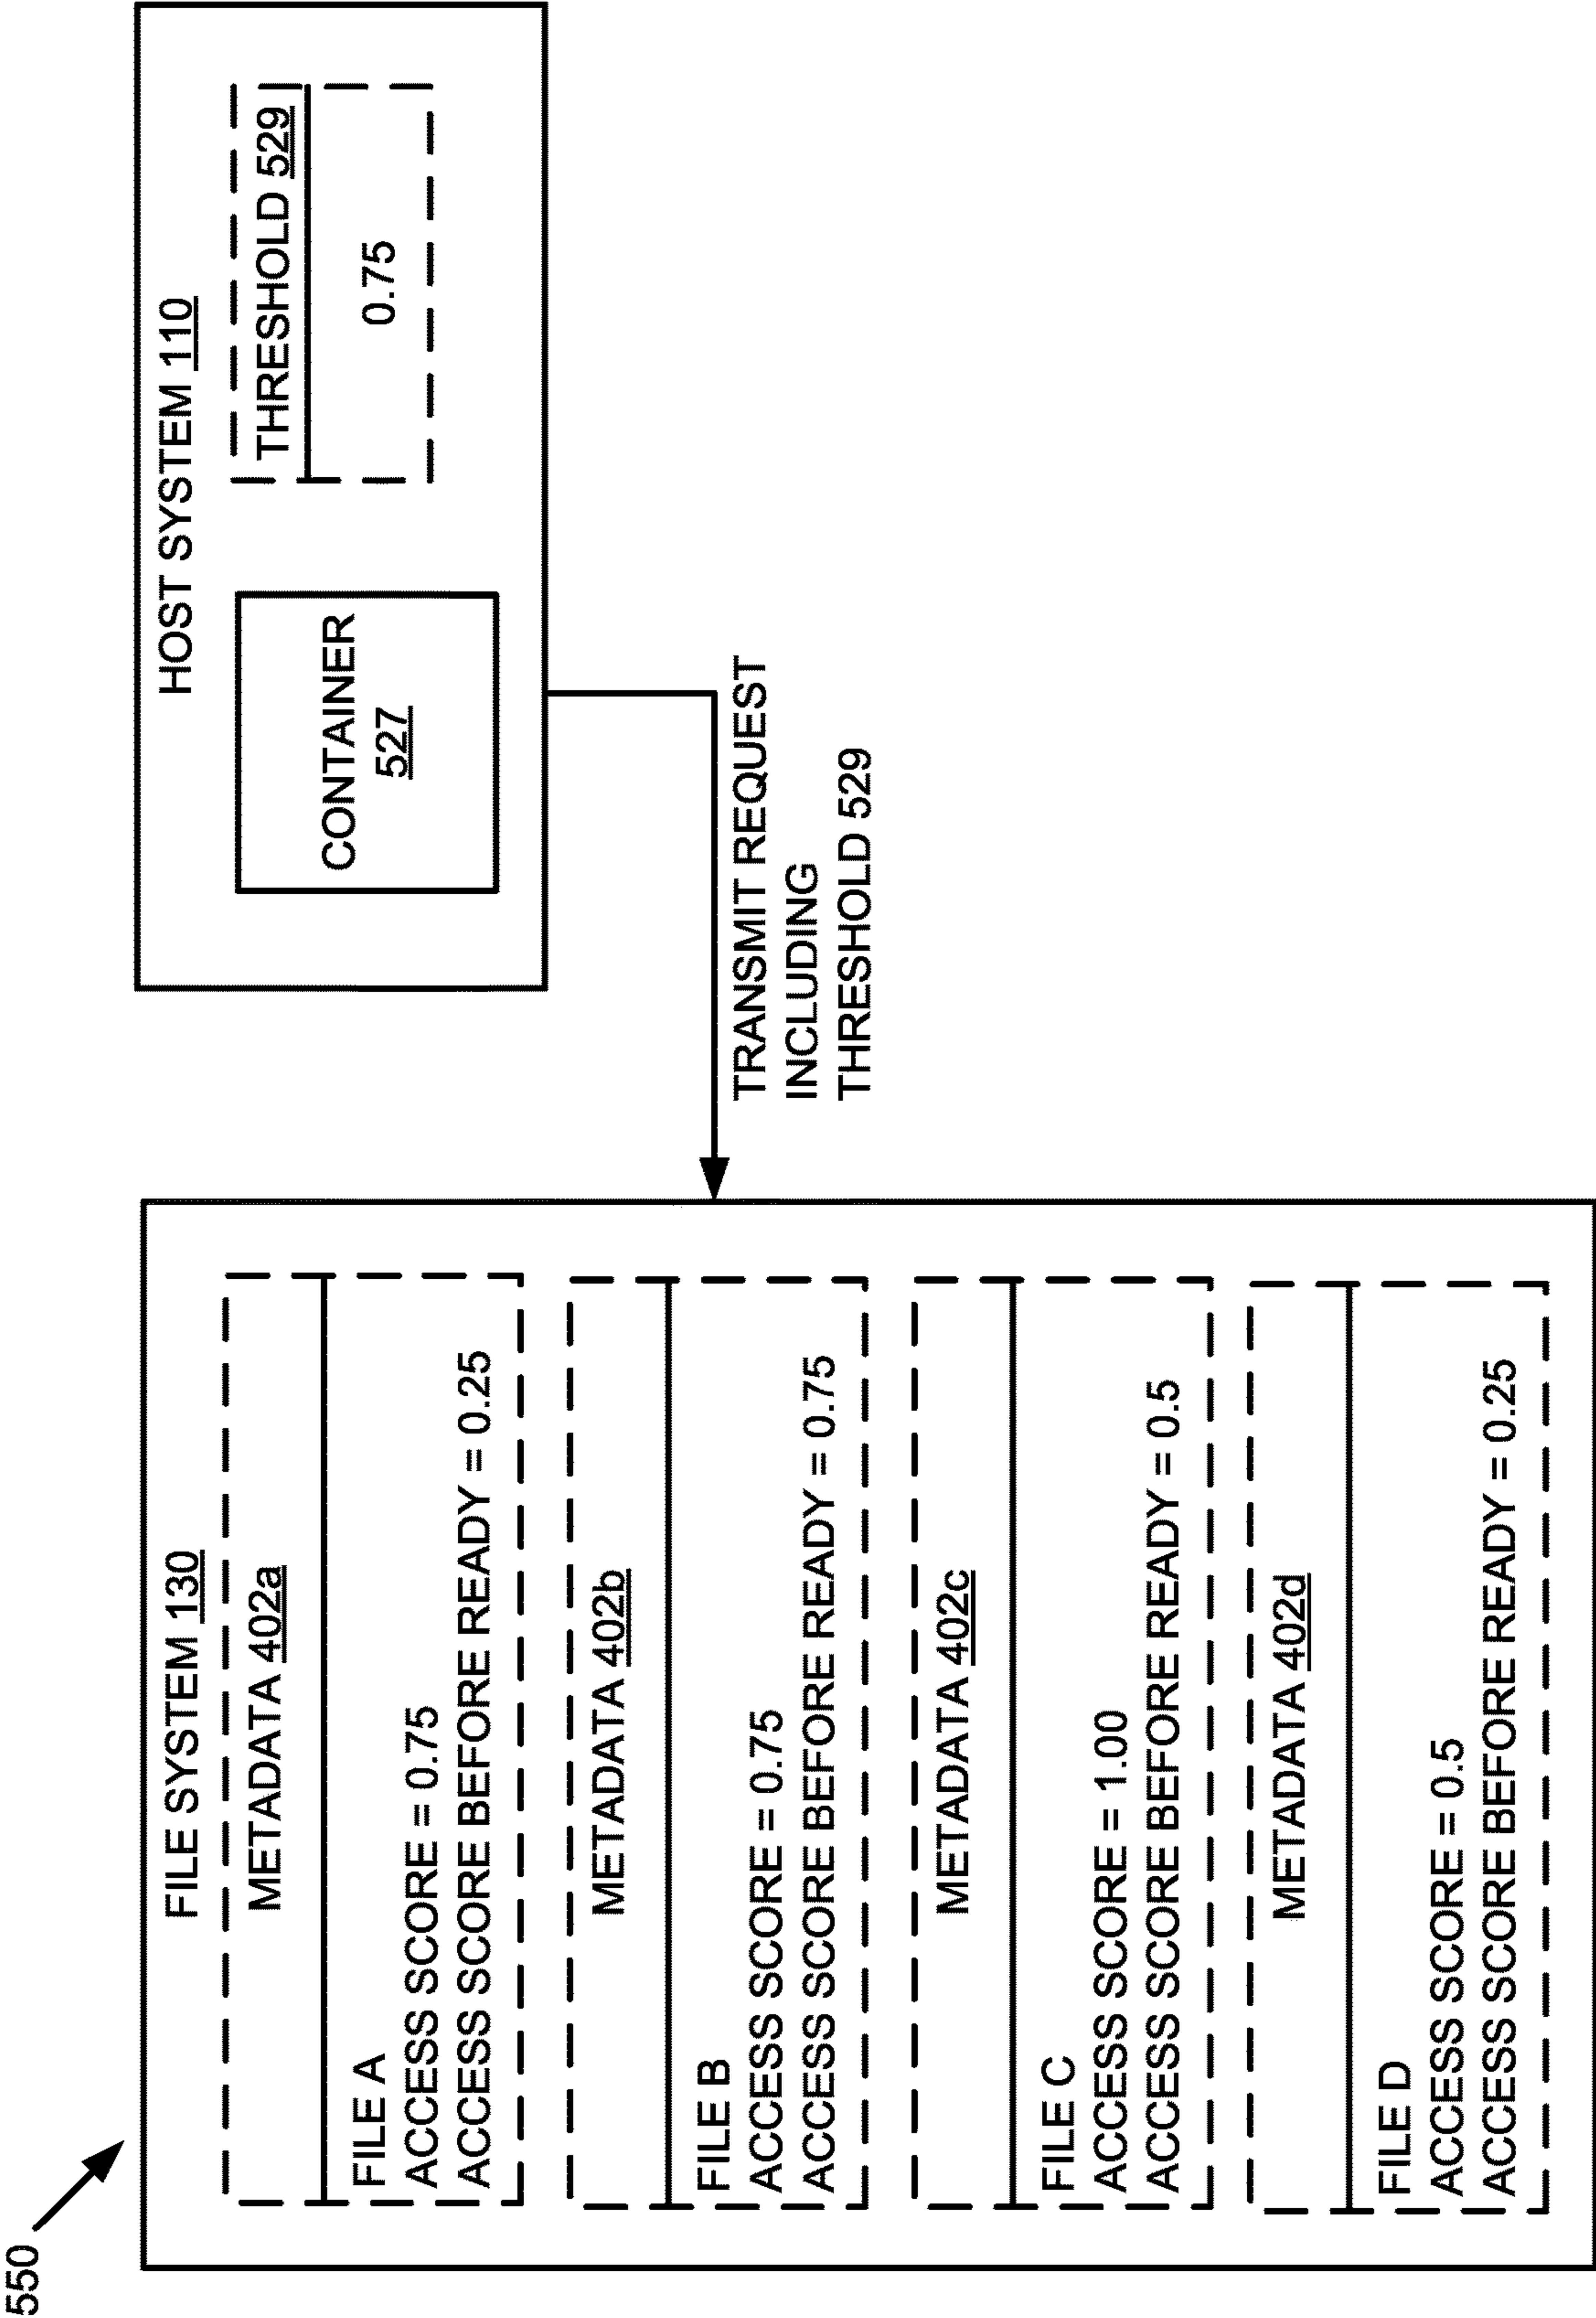 550
FILE SYSTEM 130
METADATA 402a
FILE A
ACCESS SCORE = 0.75
ACCESS SCORE BEFORE READY = 0.25
METADATA 402b
FILE B
ACCESS SCORE = 0.75
ACCESS SCORE BEFORE READY = 0.75
METADATA 402c
FILE C
ACCESS SCORE = 1.00
ACCESS SCORE BEFORE READY = 0.5
METADATA 402d
FILE D
ACCESS SCORE = 0.5
ACCESS SCORE BEFORE READY = 0.25
TRANSMIT REQUEST
INCLUDING
THRESHOLD 529
HOST SYSTEM 110
CONTAINER
527
THRESHOLD 529
0.75